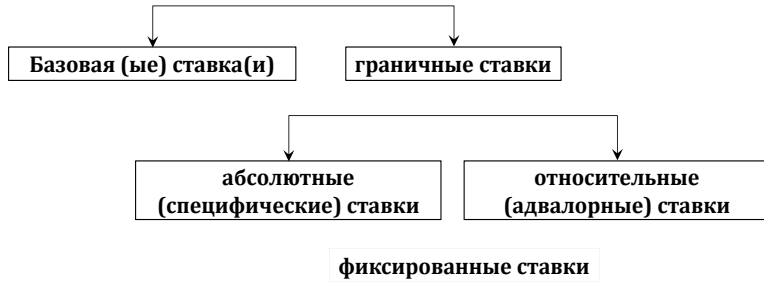 Базовая (ые) ставка(и)
граничные ставки
абсолютные
(специфические) ставки
относительные
(адвалорные) ставки
фиксированные ставки